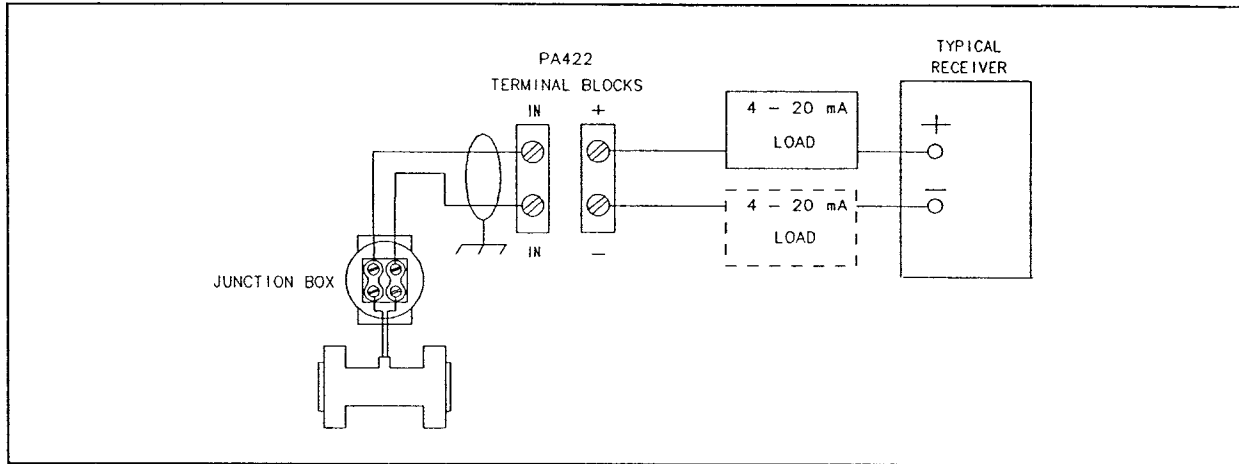 PA422
TERMINAL BLOCKS
IN
+
IN
-
JUNCTION BOX
4 - 20 mA
LOAD
4 - 20 mA
LOAD
TYPICAL
RECEIVER
+
-